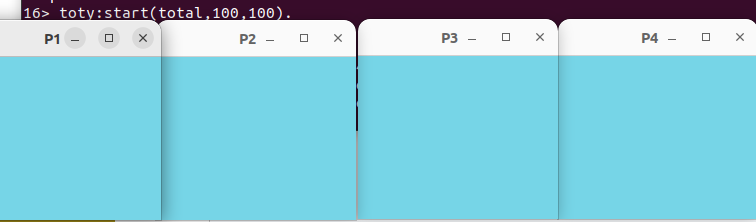 16> toty:start(total,100,100).
P1 P2 P3 P4